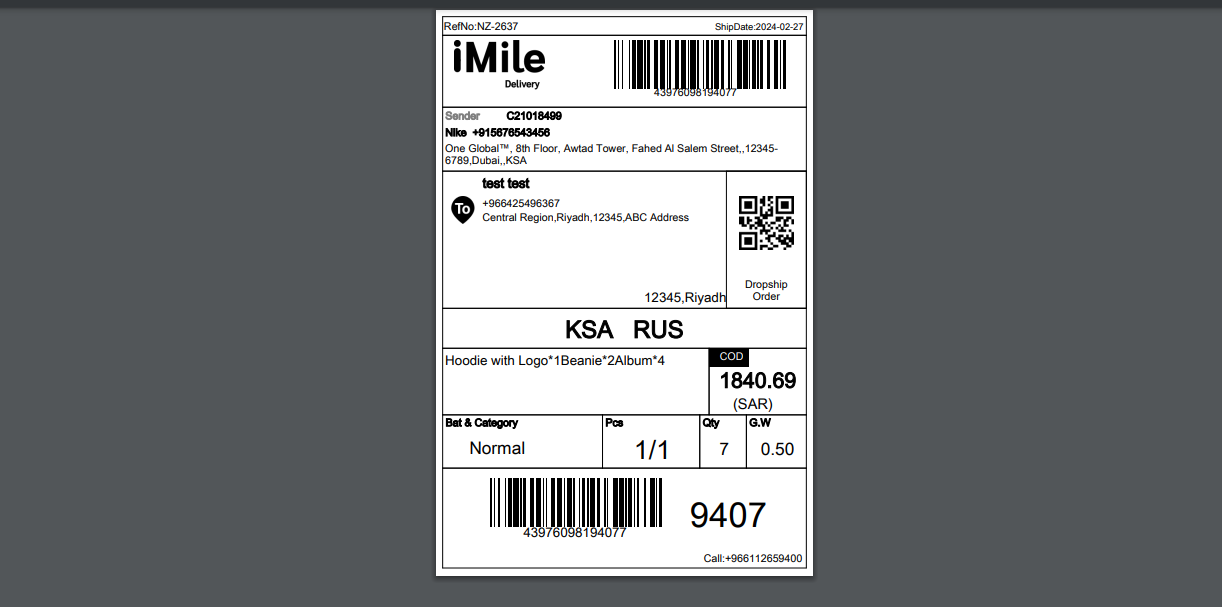 RefNo:NZ-2637 ShipDate:2024-02-27
iMile
Delivery
43976098194077
Sender C21018499
Nike +915676543456
One Global™, 8th Floor, Awtad Tower, Fahed Al Salem Street,,12345-
6789,Dubai,,KSA
test test
To
+966425496367
Central Region,Riyadh,12345,ABC Address
12345,Riyadh
Dropship
Order
KSA RUS
Hoodie with Logo*1Beanie*2Album*4
COD
1840.69
(SAR)
Bat & Category Pcs Qty G.W
Normal 1/1 7 0.50
43976098194077
9407
Call:+966112659400